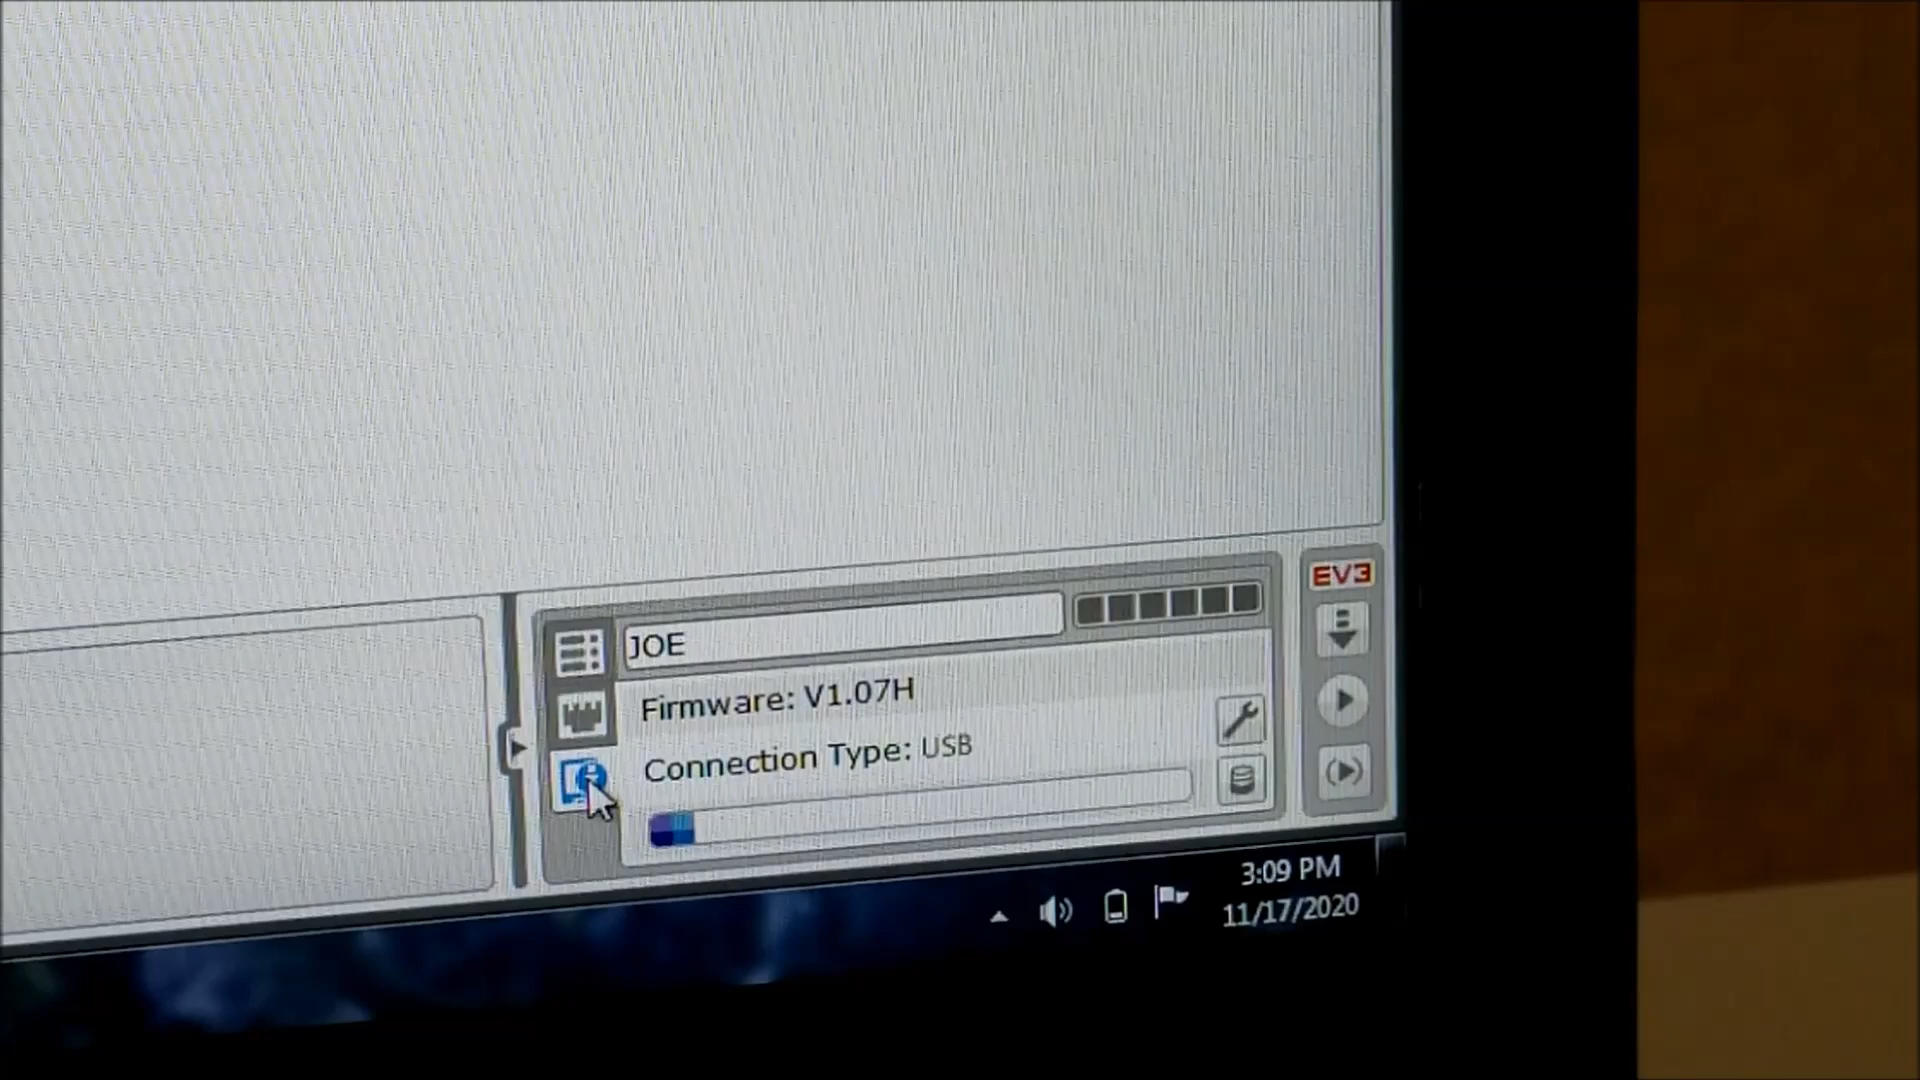 EV3
JOE
Firmware: V1.07H
Connection Type: USB
3:09 PM
11/17/2020